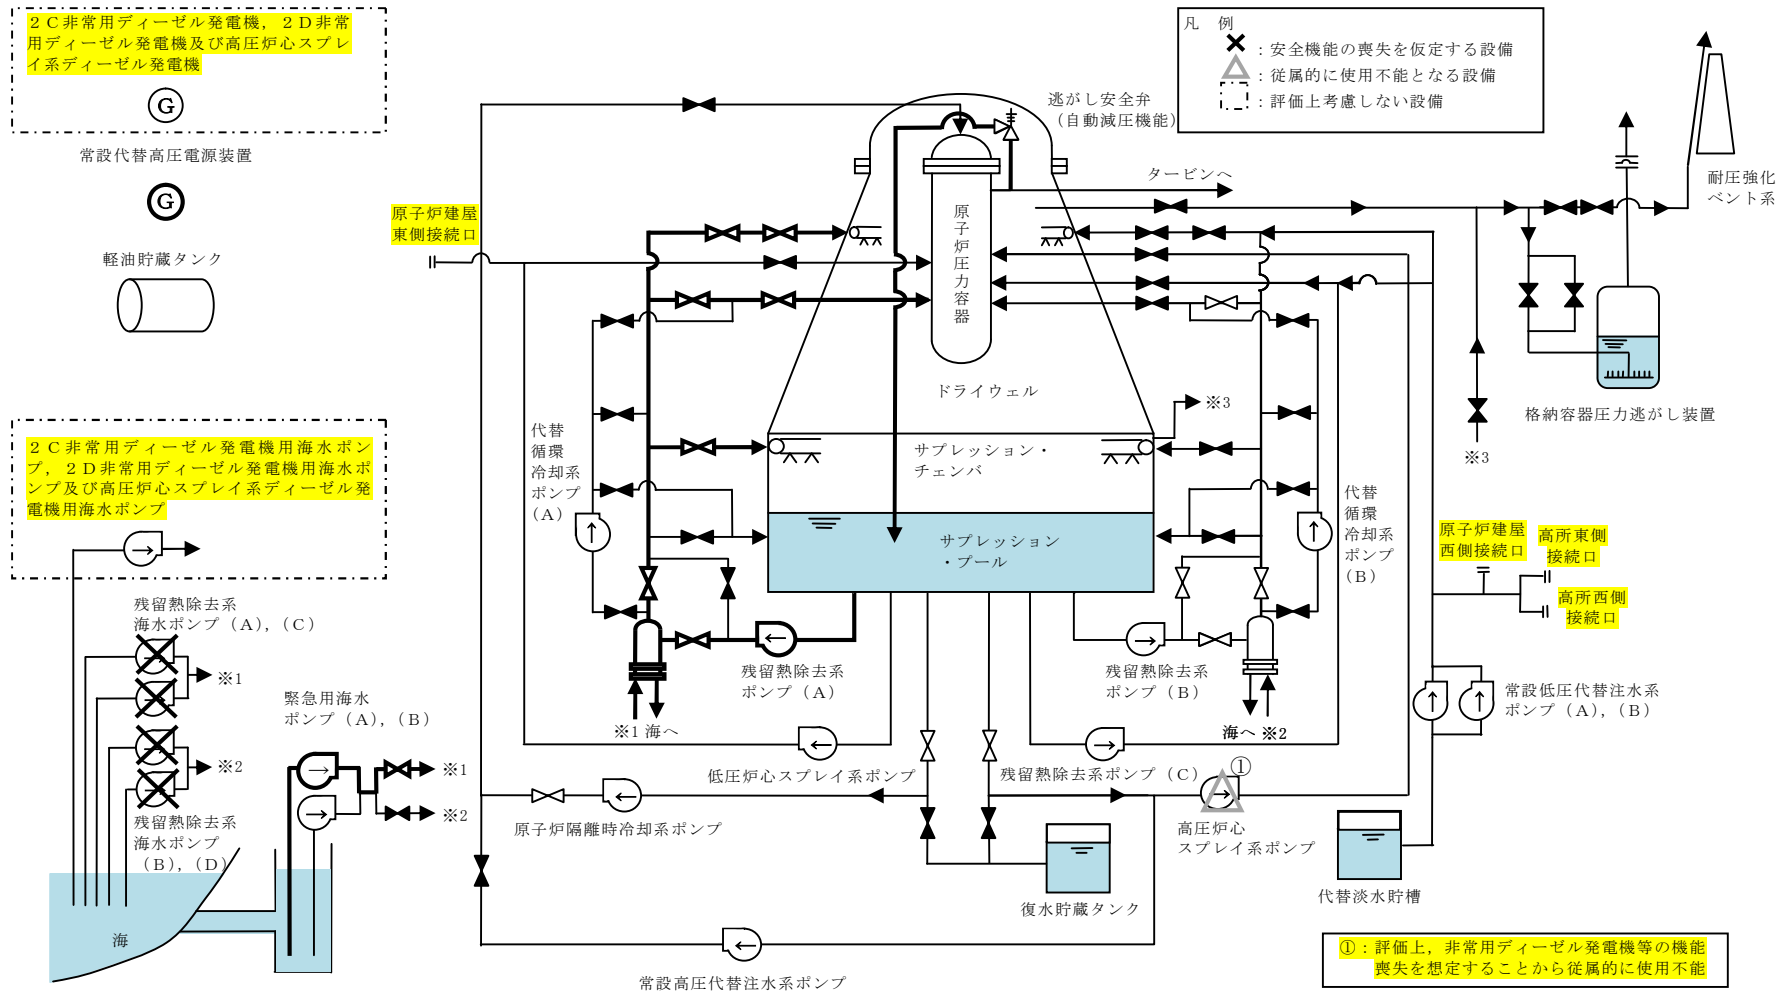 ２Ｃ非常用ディーゼル発電機，２Ｄ非常
用ディーゼル発電機及び高圧炉心スプレ
イ系ディーゼル発電機
G
常設代替高圧電源装置
G
軽油貯蔵タンク
２Ｃ非常用ディーゼル発電機用海水ポン
プ，２Ｄ非常用ディーゼル発電機用海水ポ
ンプ及び高圧炉心スプレイ系ディーゼル発
電機用海水ポンプ
残留熱除去系
海水ポンプ（Ａ），（Ｃ）
※1
※2
残留熱除去系
海水ポンプ
（Ｂ），（Ｄ）
海
緊急用海水
ポンプ（Ａ），（Ｂ）
※1
※2
原子炉建屋
東側接続口
代替
循環
冷却系
ポンプ
（Ａ）
逃がし安全弁
（自動減圧機能）
タービンへ
原子炉圧力容器
ドライウェル
サプレッション・
チェンバ
サプレッション
・プール
※3
残留熱除去系
ポンプ（Ａ）
※1 海へ
残留熱除去系
ポンプ（Ｂ）
海へ ※2
低圧炉心スプレイ系ポンプ
残留熱除去系ポンプ（Ｃ）
①
原子炉隔離時冷却系ポンプ
高圧炉心
スプレイ系ポンプ
復水貯蔵タンク
常設高圧代替注水系ポンプ
代替
循環
冷却系
ポンプ
（Ｂ）
凡　例
：安全機能の喪失を仮定する設備
：従属的に使用不能となる設備
：評価上考慮しない設備
耐圧強化
ベント系
格納容器圧力逃がし装置
※3
原子炉建屋
西側接続口
高所東側
接続口
高所西側
接続口
常設低圧代替注水系
ポンプ（Ａ），（Ｂ）
代替淡水貯槽
①：評価上，非常用ディーゼル発電機等の機能
喪失を想定することから従属的に使用不能